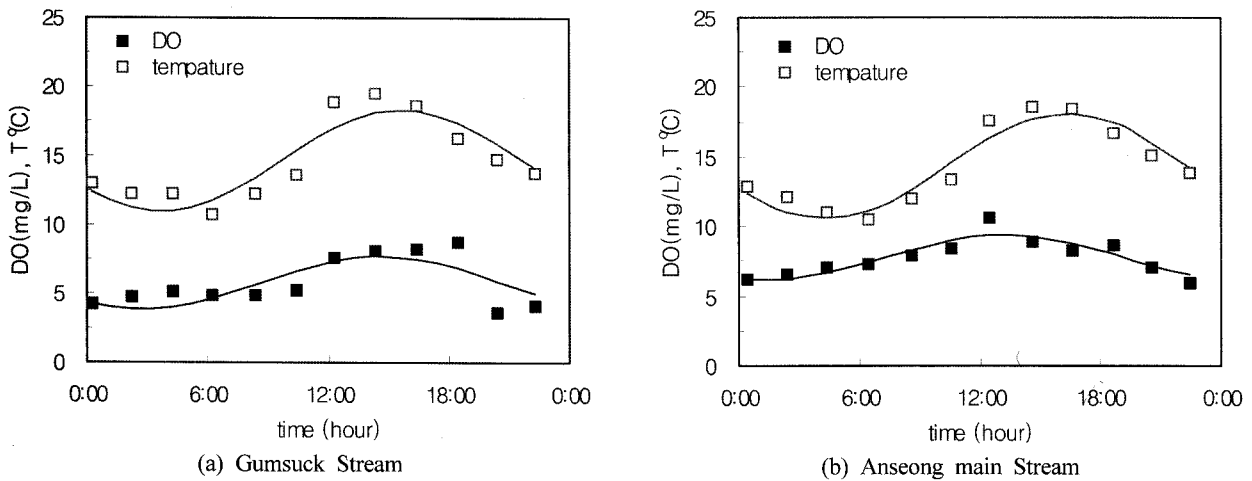 25
20
15
10
5
0
DO(mg/L), T℃)
■ DO
□ tempature
0:00 6:00 12:00 18:00 0:00
time (hour)
(a) Gumsuck Stream
25
20
15
10
5
0
DO(mg/L), T℃)
■ DO
□ tempature
0:00 6:00 12:00 18:00 0:00
time (hour)
(b) Anseong main Stream